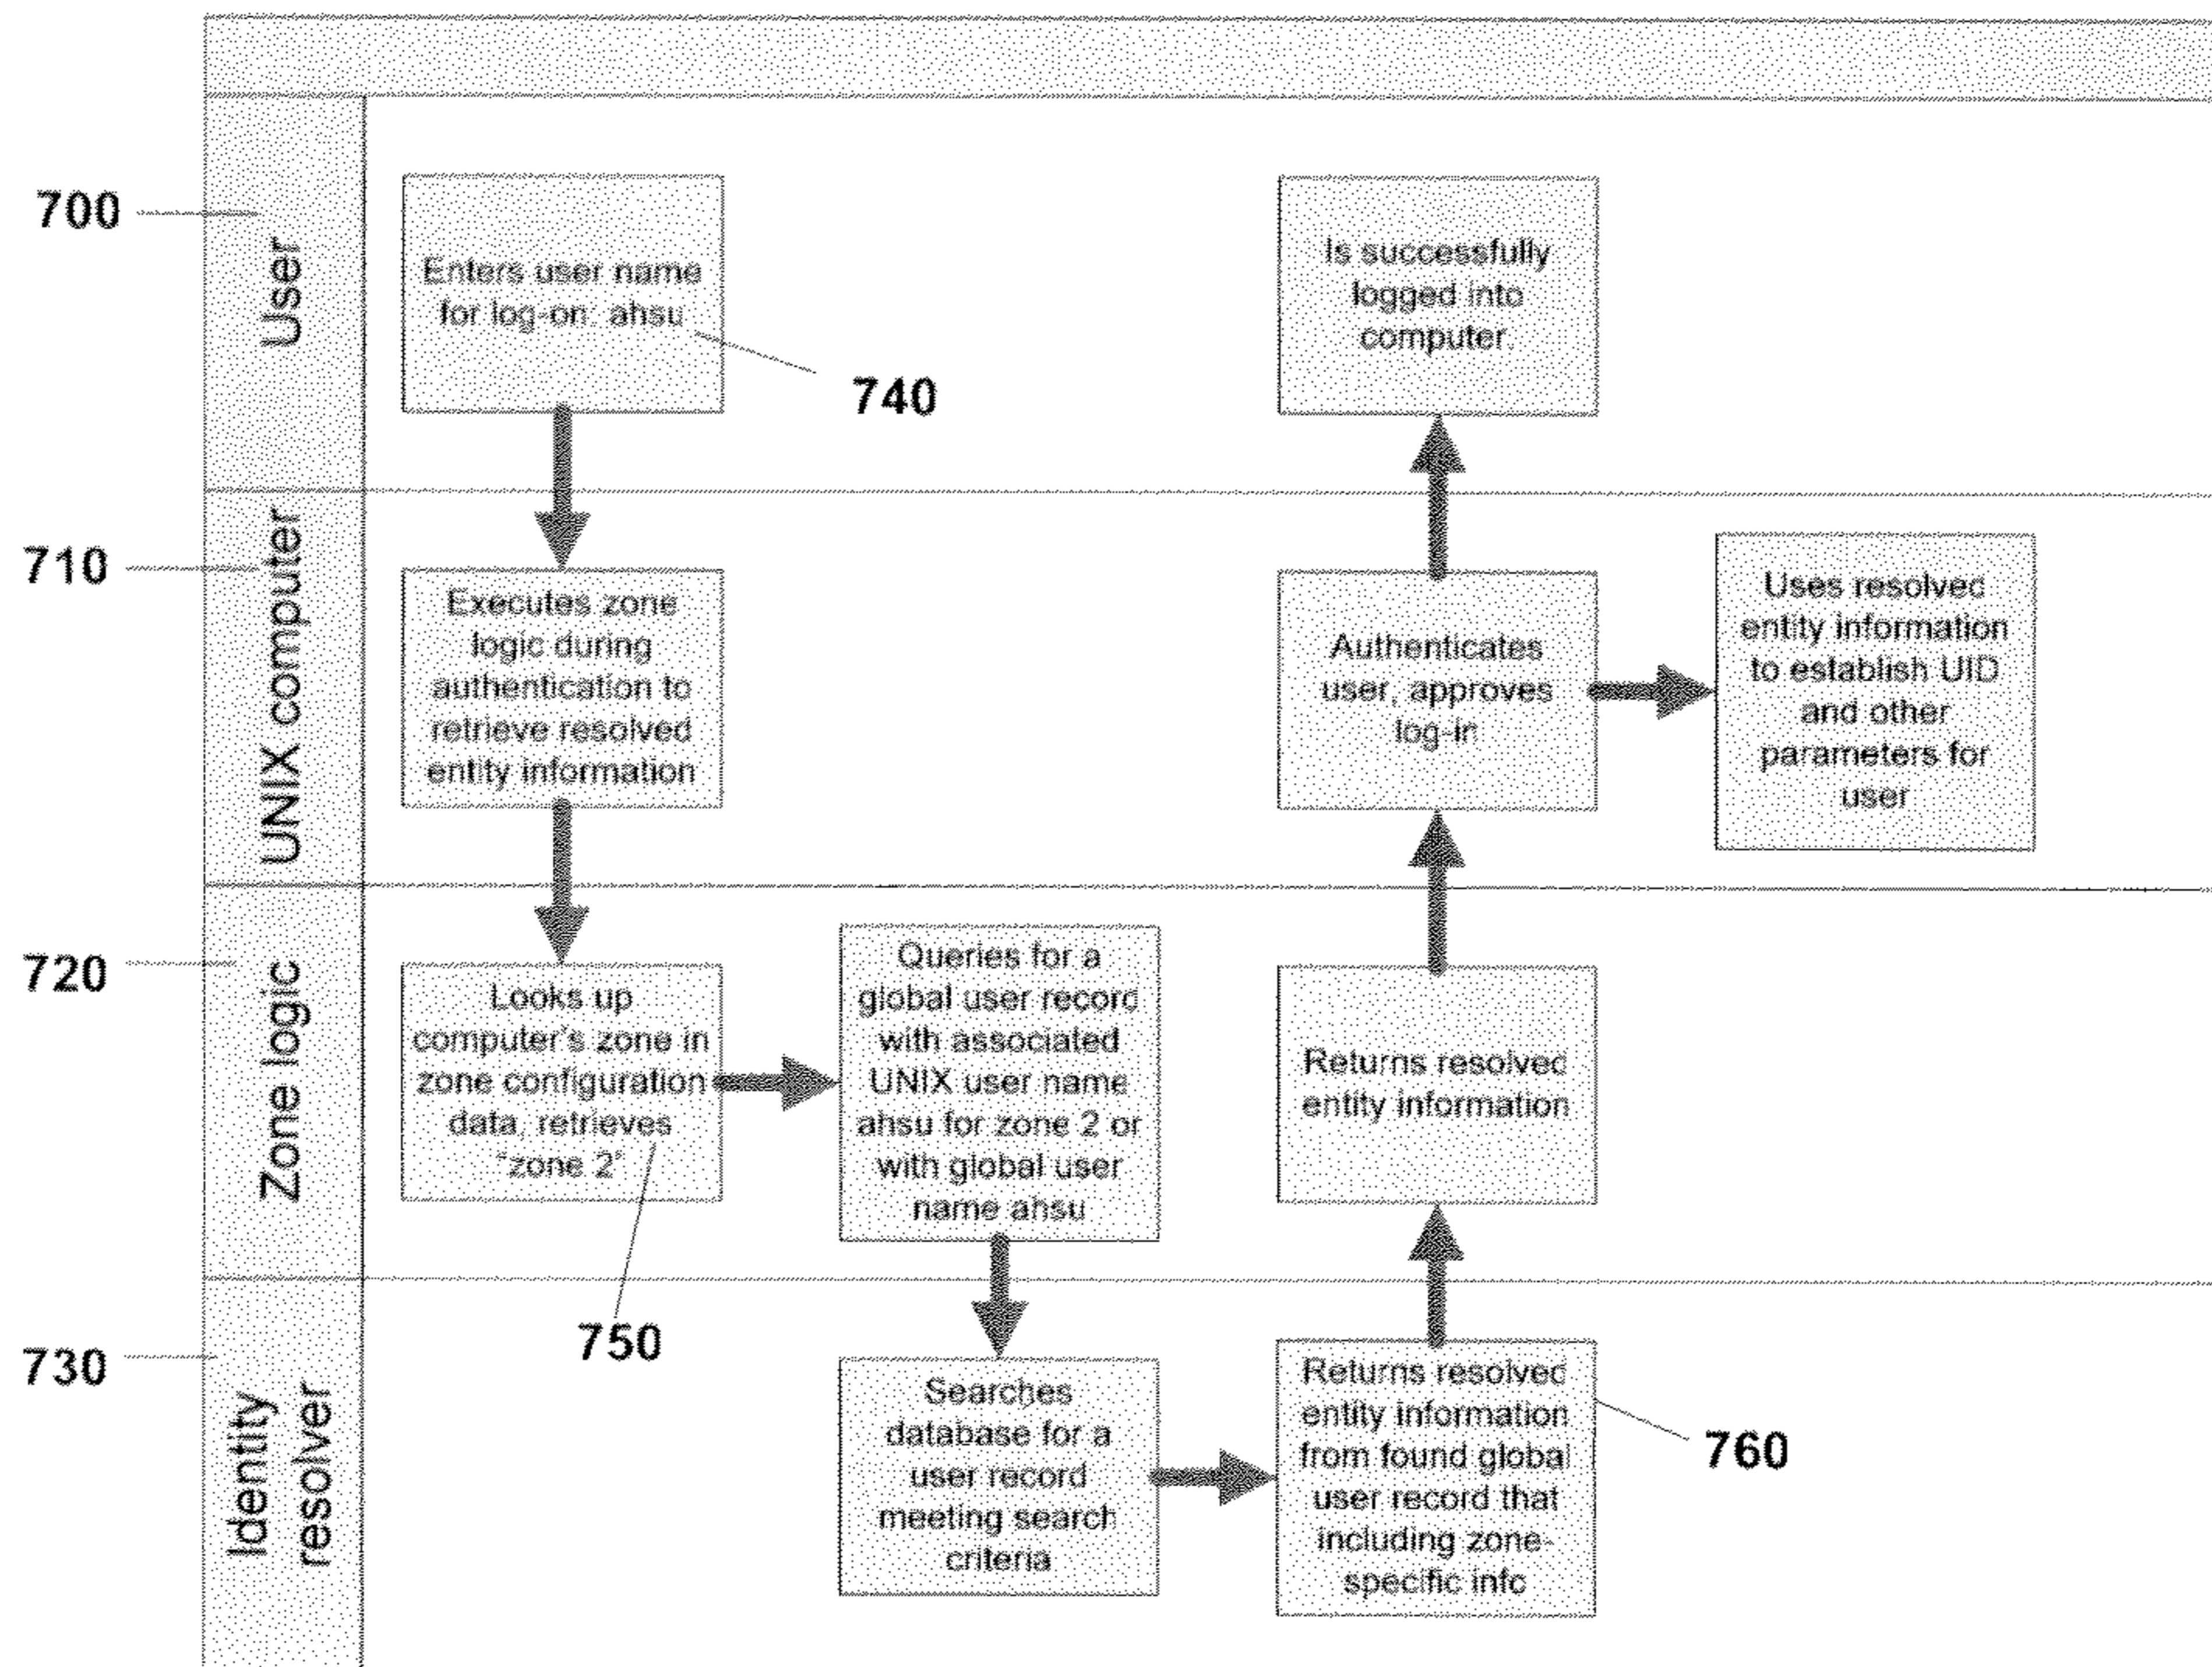 700
User
Enters user name
for log-on: ahsu
740
Is successfully
logged into
computer.
710
UNIX computer
Executes zone
logic during
authentication to
retrieve resolved
entity information
Authenticates
user, approves
log-in
Uses resolved
entity information
to establish UID
and other
parameters for
user
720
Zone logic
Looks up
computer's zone in
zone configuration
data, retrieves
"zone 2"
750
Queries for a
global user record
with associated
UNIX user name
ahsu for zone 2 or
with global user
name ahsu
Returns resolved
entity information
730
Identity
resolver
Searches
database for a
user record
meeting search
criteria
Returns resolved
entity information
from found global
user record that
including zone-
specific info
760